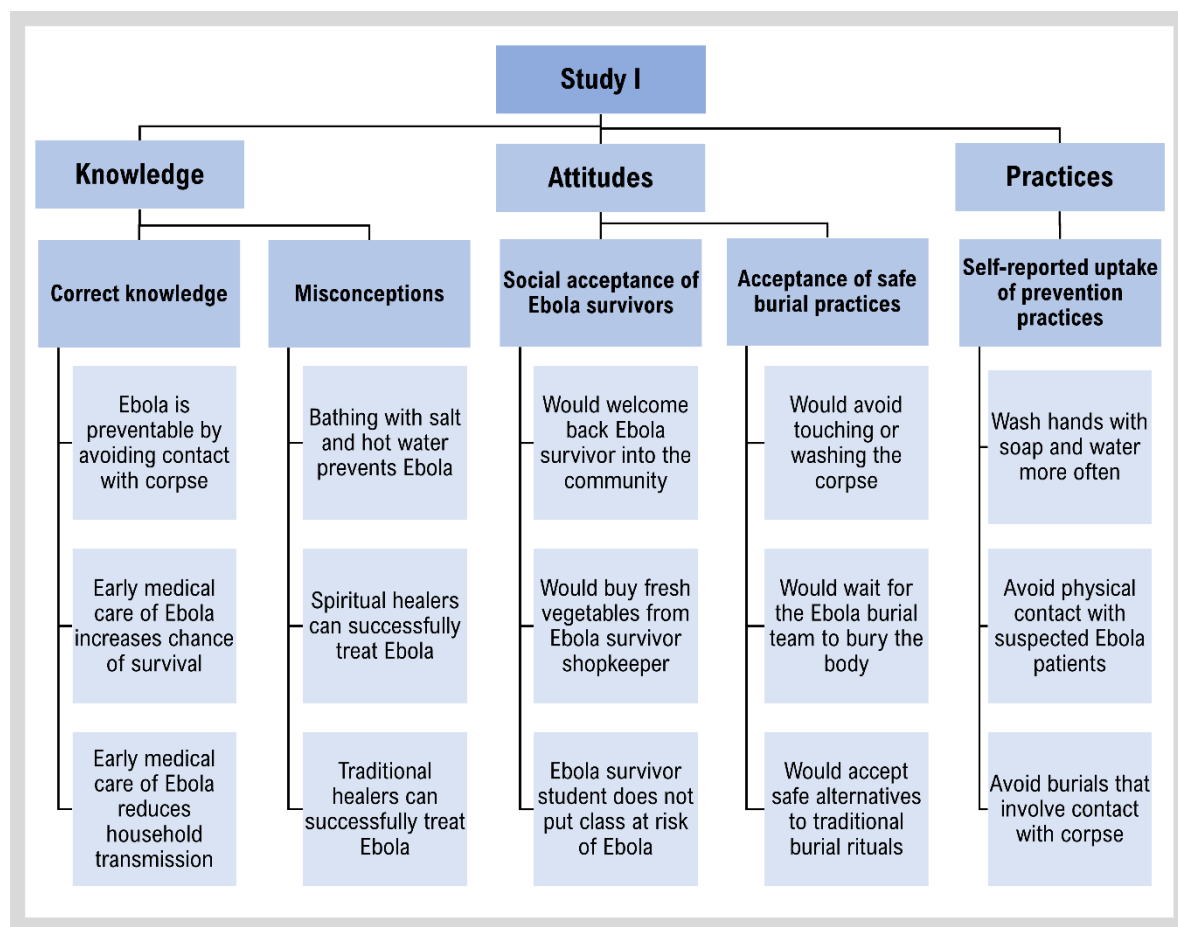 Study I
Knowledge
Attitudes
Practices
Correct knowledge
Misconceptions
Social acceptance of
Ebola survivors
Acceptance of safe
burial practices
Self-reported uptake
of prevention
practices
Ebola is
preventable by
avoiding contact
with corpse
Bathing with salt
and hot water
prevents Ebola
Would welcome
back Ebola
survivor into the
community
Would avoid
touching or
washing the
corpse
Wash hands with
soap and water
more often
Early medical
care of Ebola
increases chance
of survival
Spiritual healers
can successfully
treat Ebola
Would buy fresh
vegetables from
Ebola survivor
shopkeeper
Would wait for
the Ebola burial
team to bury the
body
Avoid physical
contact with
suspected Ebola
patients
Early medical
care of Ebola
reduces
household
transmission
Traditional
healers can
successfully treat
Ebola
Ebola survivor
student does not
put class at risk
of Ebola
Would accept
safe alternatives
to traditional
burial rituals
Avoid burials that
involve contact
with corpse